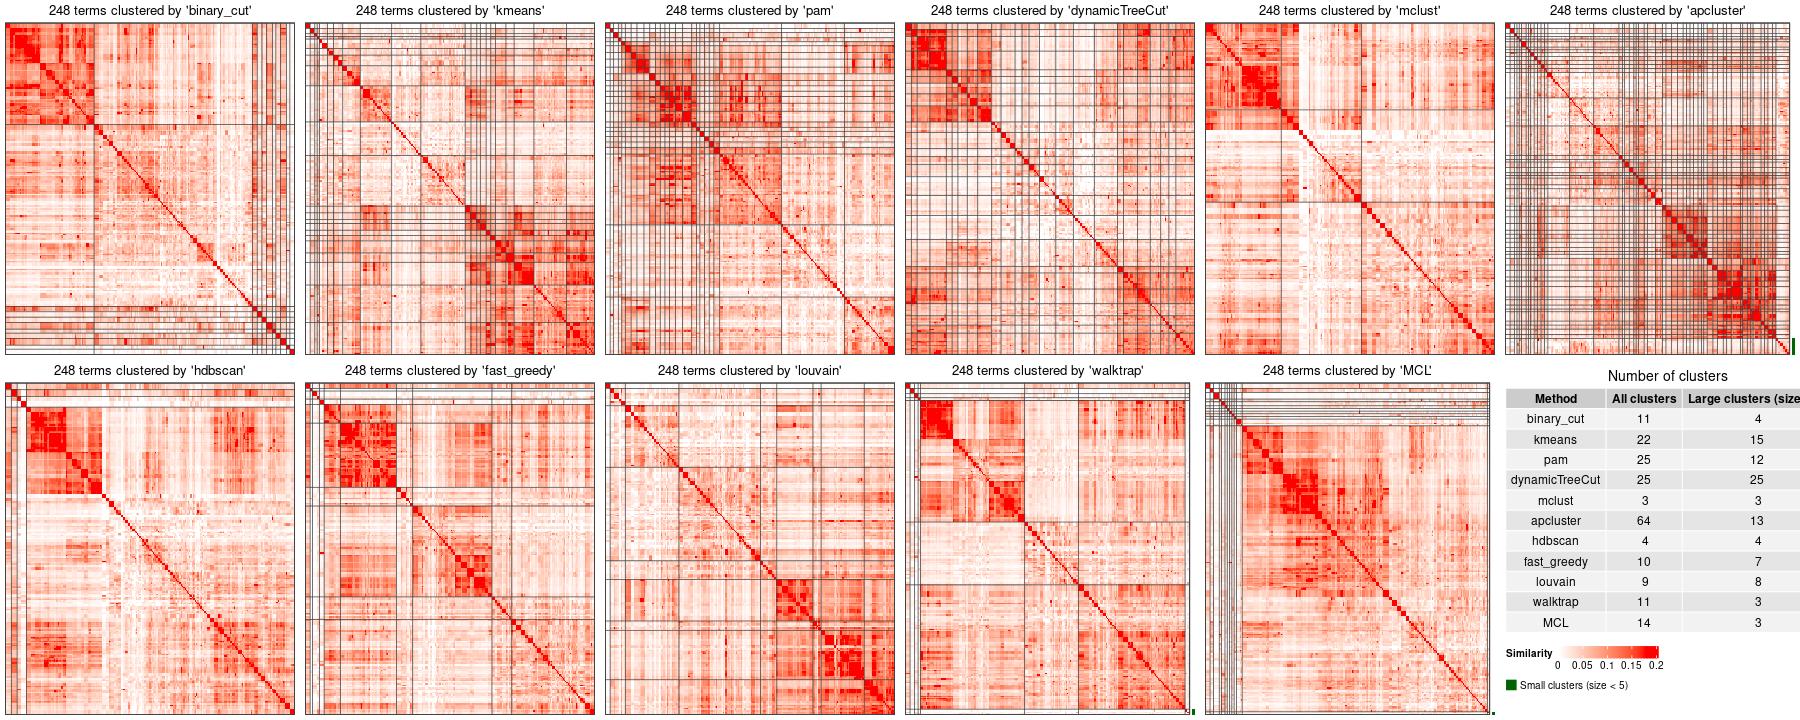 248 terms clustered by 'binary_cut'
248 terms clustered by 'kmeans'
248 terms clustered by 'pam'
248 terms clustered by 'dynamicTreeCut'
248 terms clustered by 'mclust'
248 terms clustered by 'apcluster'
248 terms clustered by 'hdbscan'
248 terms clustered by 'fast_greedy'
248 terms clustered by 'louvain'
248 terms clustered by 'walktrap'
248 terms clustered by 'MCL'
Number of clusters
Method All clusters Large clusters (size
binary_cut 11 4
kmeans 22 15
pam 25 12
dynamicTreeCut 25 25
mclust 3 3
apcluster 64 13
hdbscan 4 4
fast_greedy 10 7
louvain 9 8
walktrap 11 3
MCL 14 3
Similarity
0 0.05 0.1 0.15 0.2
Small clusters (size < 5)